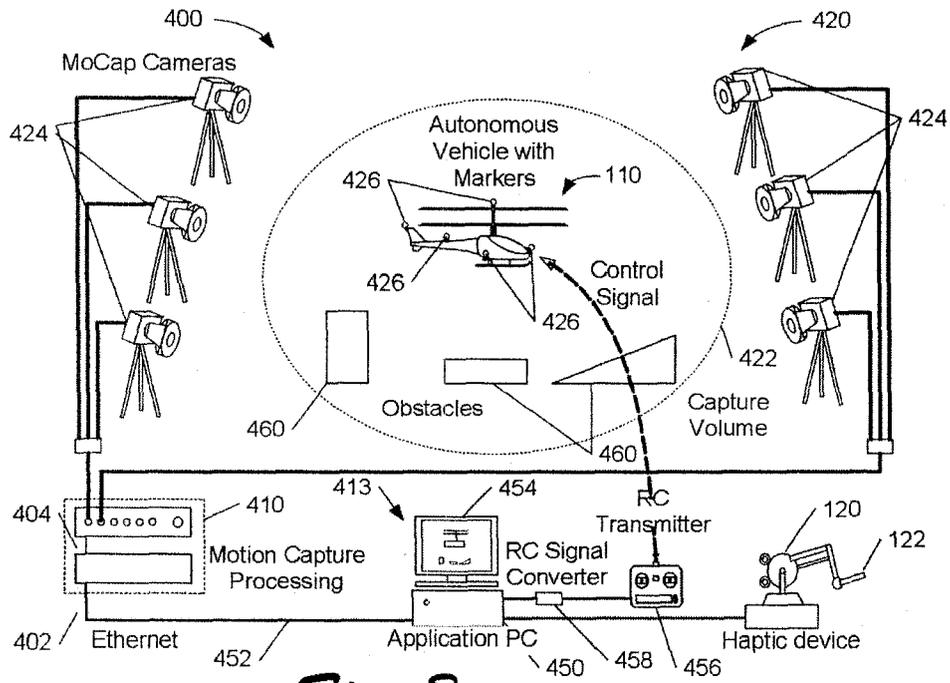 400
420
MoCap Cameras
424
424
Autonomous
Vehicle with
Markers
426
110
426
426
Control
Signal
422
Obstacles
460
460
Capture
Volume
404
410
413
454
RC
Transmitter
120
122
Motion Capture
Processing
RC Signal
Converter
402
Ethernet
452
Application PC
450
458
456
Haptic device